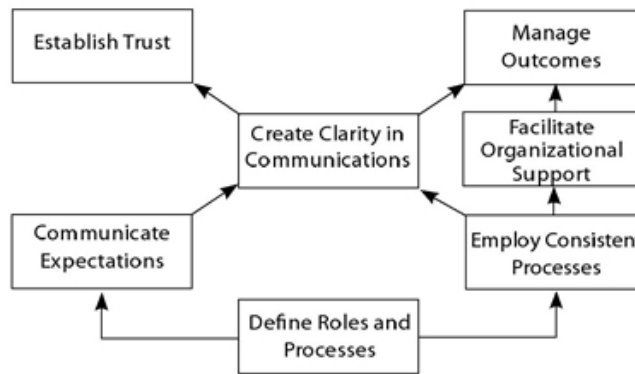 Establish Trust
Manage
Outcomes
Create Clarity in
Communications
Facilitate
Organizational
Support
Communicate
Expectations
Employ Consisten
Processes
Define Roles and
Processes